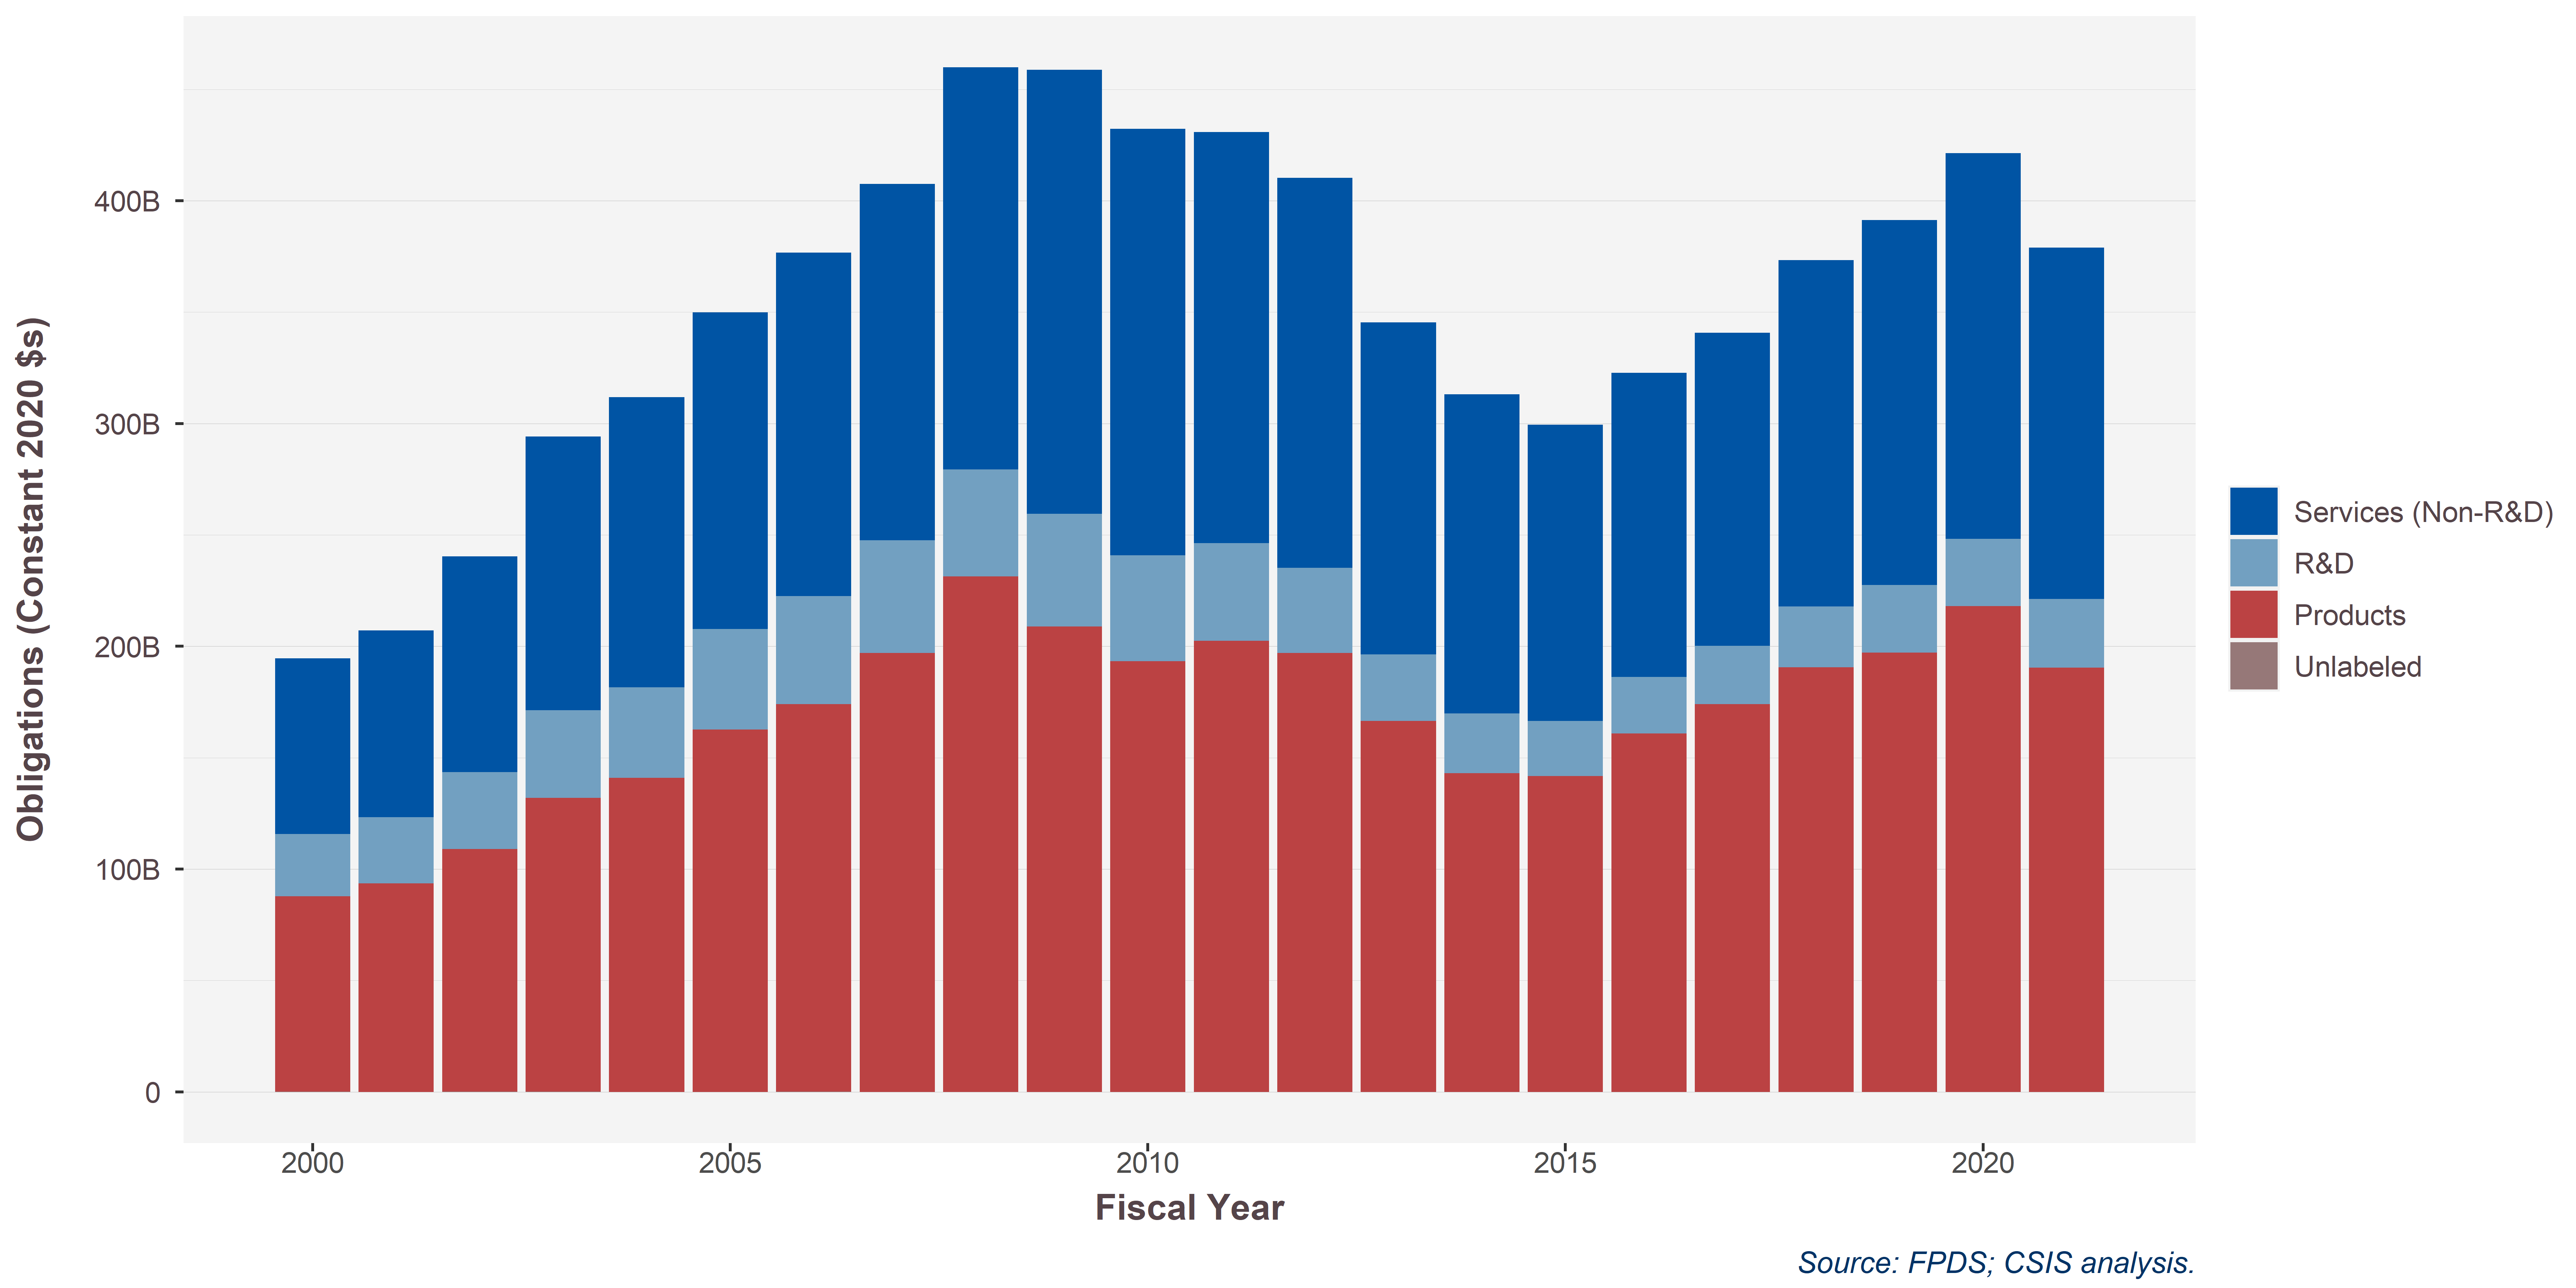 Obligations (Constant 2020 $s)
400B
300B
200B
100B
0
2000
2005
2010
2015
2020
Fiscal Year
Services (Non-R&D)
R&D
Products
Unlabeled
Source: FPDS; CSIS analysis.